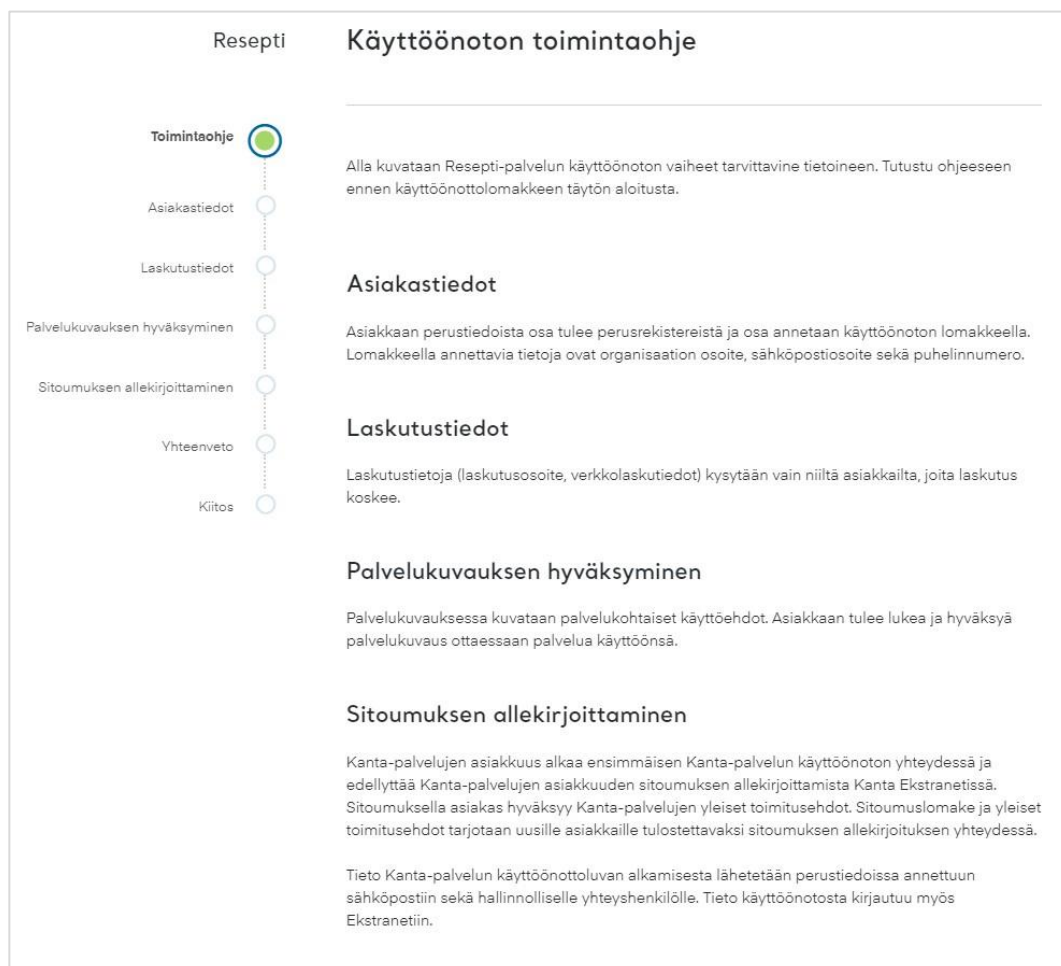 Resepti
Toimintaohje
Asiakastiedot
Laskutustiedot
Palvelukuvauksen hyväksyminen
Sitoumuksen allekirjoittaminen
Yhteenveto
Kiitos
Käyttöönoton toimintaohje
Alla kuvataan Resepti-palvelun käyttöönoton vaiheet tarvittavine tietoineen. Tutustu ohjeeseen
ennen käyttöönottolomakkeen täytön aloitusta.
Asiakastiedot
Asiakkaan perustiedoista osa tulee perusrekistereistä ja osa annetaan käyttöönoton lomakkeella.
Lomakkeella annettavia tietoja ovat organisaation osoite, sähköpostiosoite sekä puhelinnumero.
Laskutustiedot
Laskutustietoja (laskutusosoite, verkkolaskutiedot) kysytään vain niiltä asiakkailta, joita laskutus
koskee.
Palvelukuvauksen hyväksyminen
Palvelukuvauksessa kuvataan palvelukohtaiset käyttöehdot. Asiakkaan tulee lukea ja hyväksyä
palvelukuvaus ottaessaan palvelua käyttöönsä.
Sitoumuksen allekirjoittaminen
Kanta-palvelujen asiakkuus alkaa ensimmäisen Kanta-palvelun käyttöönoton yhteydessä ja
edellyttää Kanta-palvelujen asiakkuuden sitoumuksen allekirjoittamista Kanta Ekstranetissä.
Sitoumuksella asiakas hyväksyy Kanta-palvelujen yleiset toimitusehdot. Sitoumuslomake ja yleiset
toimitusehdot tarjotaan uusille asiakkaille tulostettavaksi sitoumuksen allekirjoituksen yhteydessä.
Tieto Kanta-palvelun käyttöönottoluvan alkamisesta lähetetään perustiedoissa annettuun
sähköpostiin sekä hallinnolliselle yhteyshenkilölle. Tieto käyttöönotosta kirjautuu myös
Ekstranetiin.